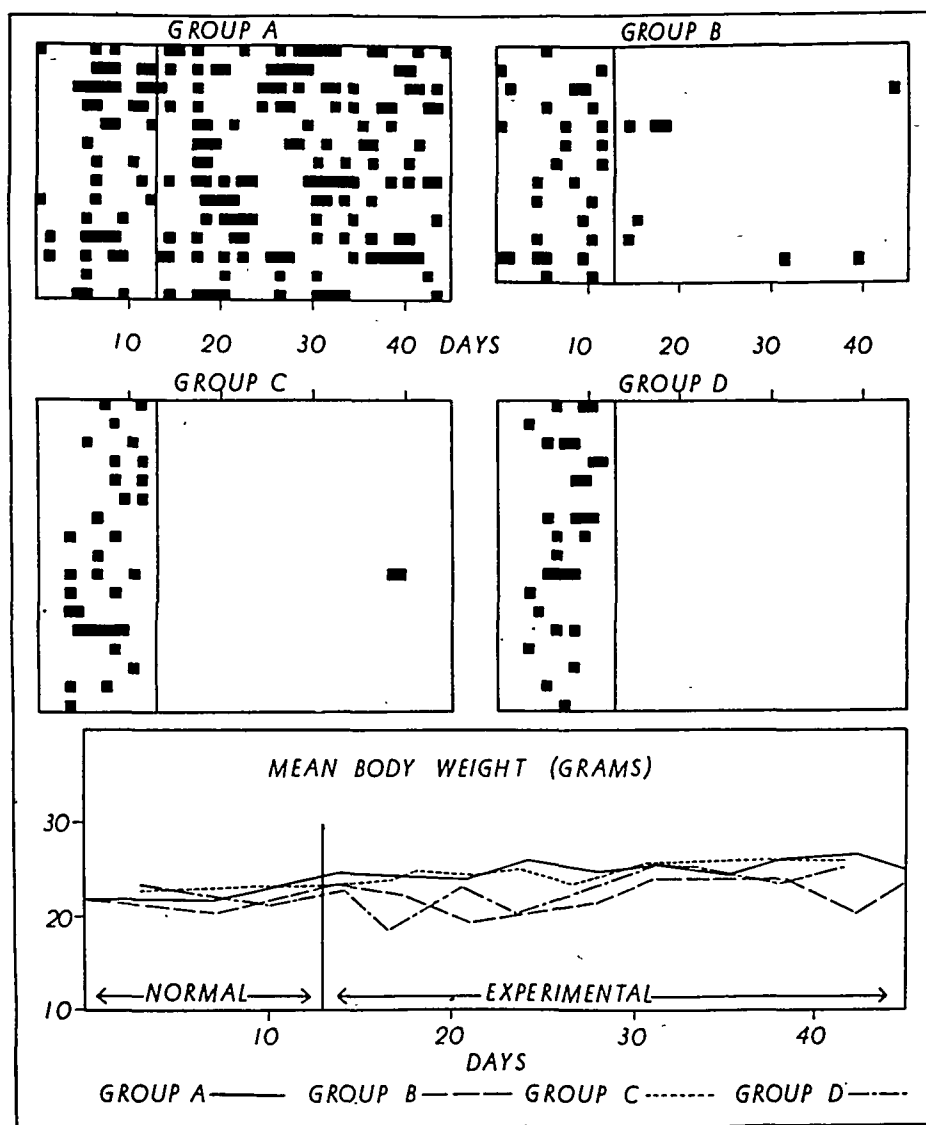 GROUP A GROUP B
10 20 30 40 DAYS 10 20 30 40
GROUP C GROUP D
MEAN BODY WEIGHT (GRAMS)
30
20
10
NORMAL EXPERIMENTAL
10 20 30 40
DAYS
GROUP A GROUP B GROUP C GROUP D